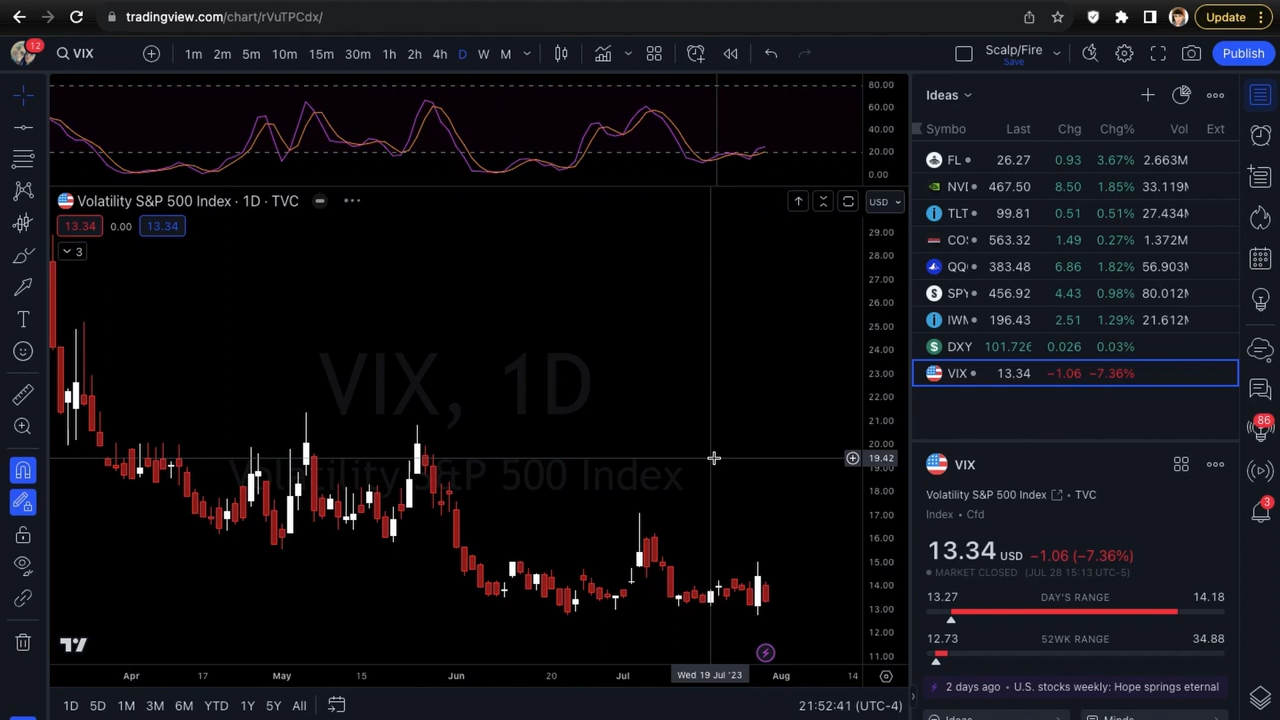 tradingview.com/chart/rVuTPCdx/
Update
12
VIX
1m 2m 5m 10m 15m 30m 1h 2h 4h D W M
Scalp/Fire
Save
Publish
80.00
60.00
40.00
20.00
0.00
Volatility S&P 500 Index · 1D · TVC
USD
13.34 0.00 13.34
3
29.00
28.00
27.00
26.00
25.00
24.00
23.00
22.00
21.00
20.00
19.42
19.00
18.00
17.00
16.00
15.00
14.00
13.00
12.00
11.00
VIX, 1D
Volatility S&P 500 Index
Apr 17 May 15 Jun 20 Jul Wed 19 Jul '23 Aug 14
1D 5D 1M 3M 6M YTD 1Y 5Y All
21:52:41 (UTC-4)
Ideas
Symbo Last Chg Chg% Vol Ext
FL 26.27 0.93 3.67% 2.663M
NVI 467.50 8.50 1.85% 33.119M
TLT 99.81 0.51 0.51% 27.434M
COS 563.32 1.49 0.27% 1.372M
QQ 383.48 6.86 1.82% 56.903M
SPY 456.92 4.43 0.98% 80.012M
IWM 196.43 2.51 1.29% 21.612M
DXY 101.726 0.026 0.03%
VIX 13.34 −1.06 −7.36%
VIX
Volatility S&P 500 Index • TVC
Index • Cfd
13.34 USD −1.06 (−7.36%)
MARKET CLOSED (JUL 28 15:13 UTC-5)
13.27 DAY'S RANGE 14.18
12.73 52WK RANGE 34.88
2 days ago • U.S. stocks weekly: Hope springs eternal
Ideas
Minds
86
3